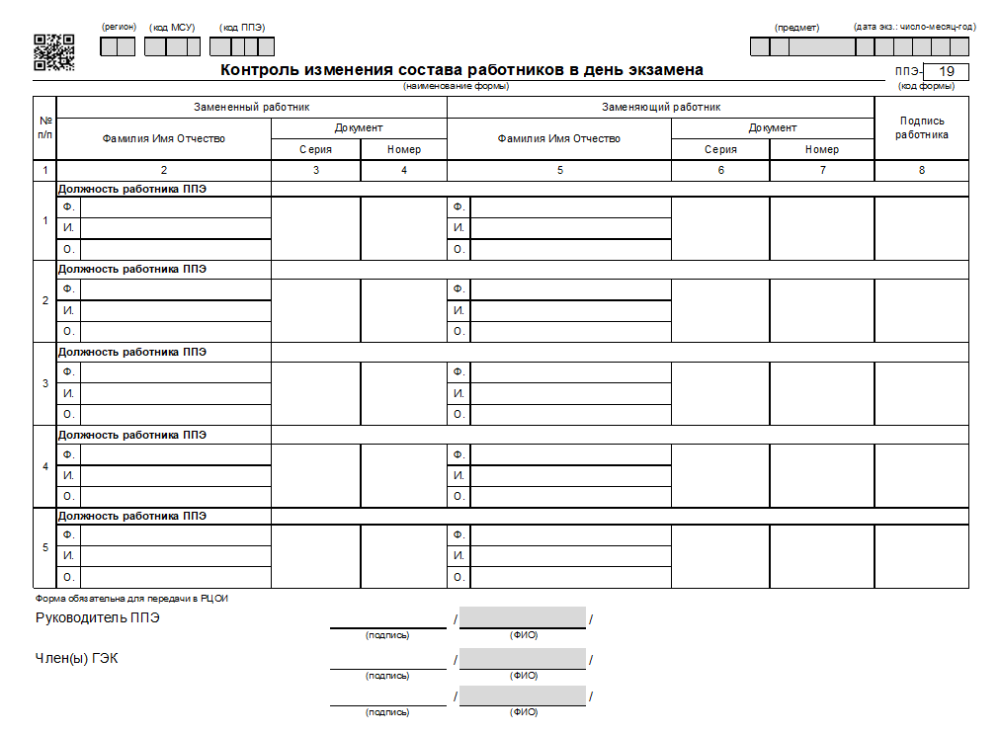 (регион) (код МСУ) (код ППЭ) (предмет) (дата экз.: число-месяц-год)
Контроль изменения состава работников в день экзамена ППЭ- 19
(наименование формы) (код формы)
№ п/п Замененный работник Заменяющий работник Подпись работника
Фамилия Имя Отчество Документ Фамилия Имя Отчество Документ
Серия Номер Серия Номер
1 2 3 4 5 6 7 8
Должность работника ППЭ
Ф. Ф.
1 И. И.
О. О.
Должность работника ППЭ
Ф. Ф.
2 И. И.
О. О.
Должность работника ППЭ
Ф. Ф.
3 И. И.
О. О.
Должность работника ППЭ
Ф. Ф.
4 И. И.
О. О.
Должность работника ППЭ
Ф. Ф.
5 И. И.
О. О.
Форма обязательна для передачи в РЦОИ
Руководитель ППЭ / /
(подпись) (ФИО)
Член(ы) ГЭК / /
(подпись) (ФИО)
/ /
(подпись) (ФИО)